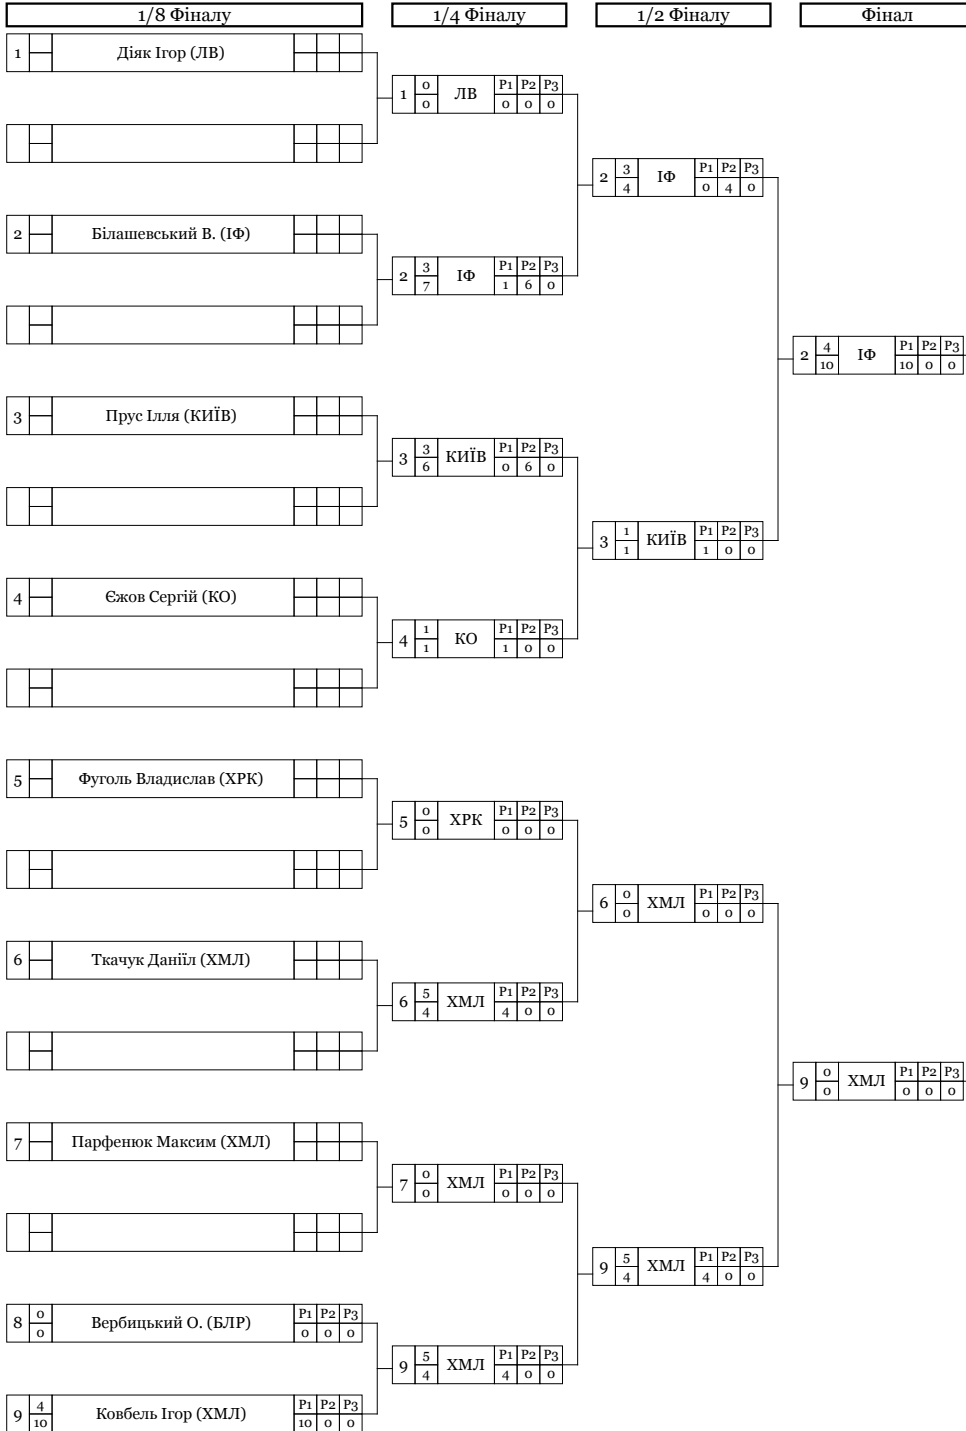 1/8 Фіналу 1/4 Фіналу 1/2 Фіналу Фінал
1 Діяк Ігор (ЛВ)
1 0 ЛВ P1 P2 P3
0 0 0 0
2 3 ІФ P1 P2 P3
4 0 4 0
2 Білашевський В. (ІФ)
2 3 ІФ P1 P2 P3
7 1 6 0
2 4 ІФ P1 P2 P3
10 10 0 0
3 Прус Ілля (КИЇВ)
3 3 КИЇВ P1 P2 P3
6 0 6 0
3 1 КИЇВ P1 P2 P3
1 1 0 0
4 Єжов Сергій (КО)
4 1 КО P1 P2 P3
1 1 0 0
5 Фуголь Владислав (ХРК)
5 0 ХРК P1 P2 P3
0 0 0 0
6 0 ХМЛ P1 P2 P3
0 0 0 0
6 Ткачук Даніїл (ХМЛ)
6 5 ХМЛ P1 P2 P3
4 4 0 0
9 0 ХМЛ P1 P2 P3
0 0 0 0
7 Парфенюк Максим (ХМЛ)
7 0 ХМЛ P1 P2 P3
0 0 0 0
9 5 ХМЛ P1 P2 P3
4 4 0 0
8 0 Вербицький О. (БЛР) P1 P2 P3
0 0 0 0
9 5 ХМЛ P1 P2 P3
4 4 0 0
9 4 Ковбель Ігор (ХМЛ) P1 P2 P3
10 10 0 0